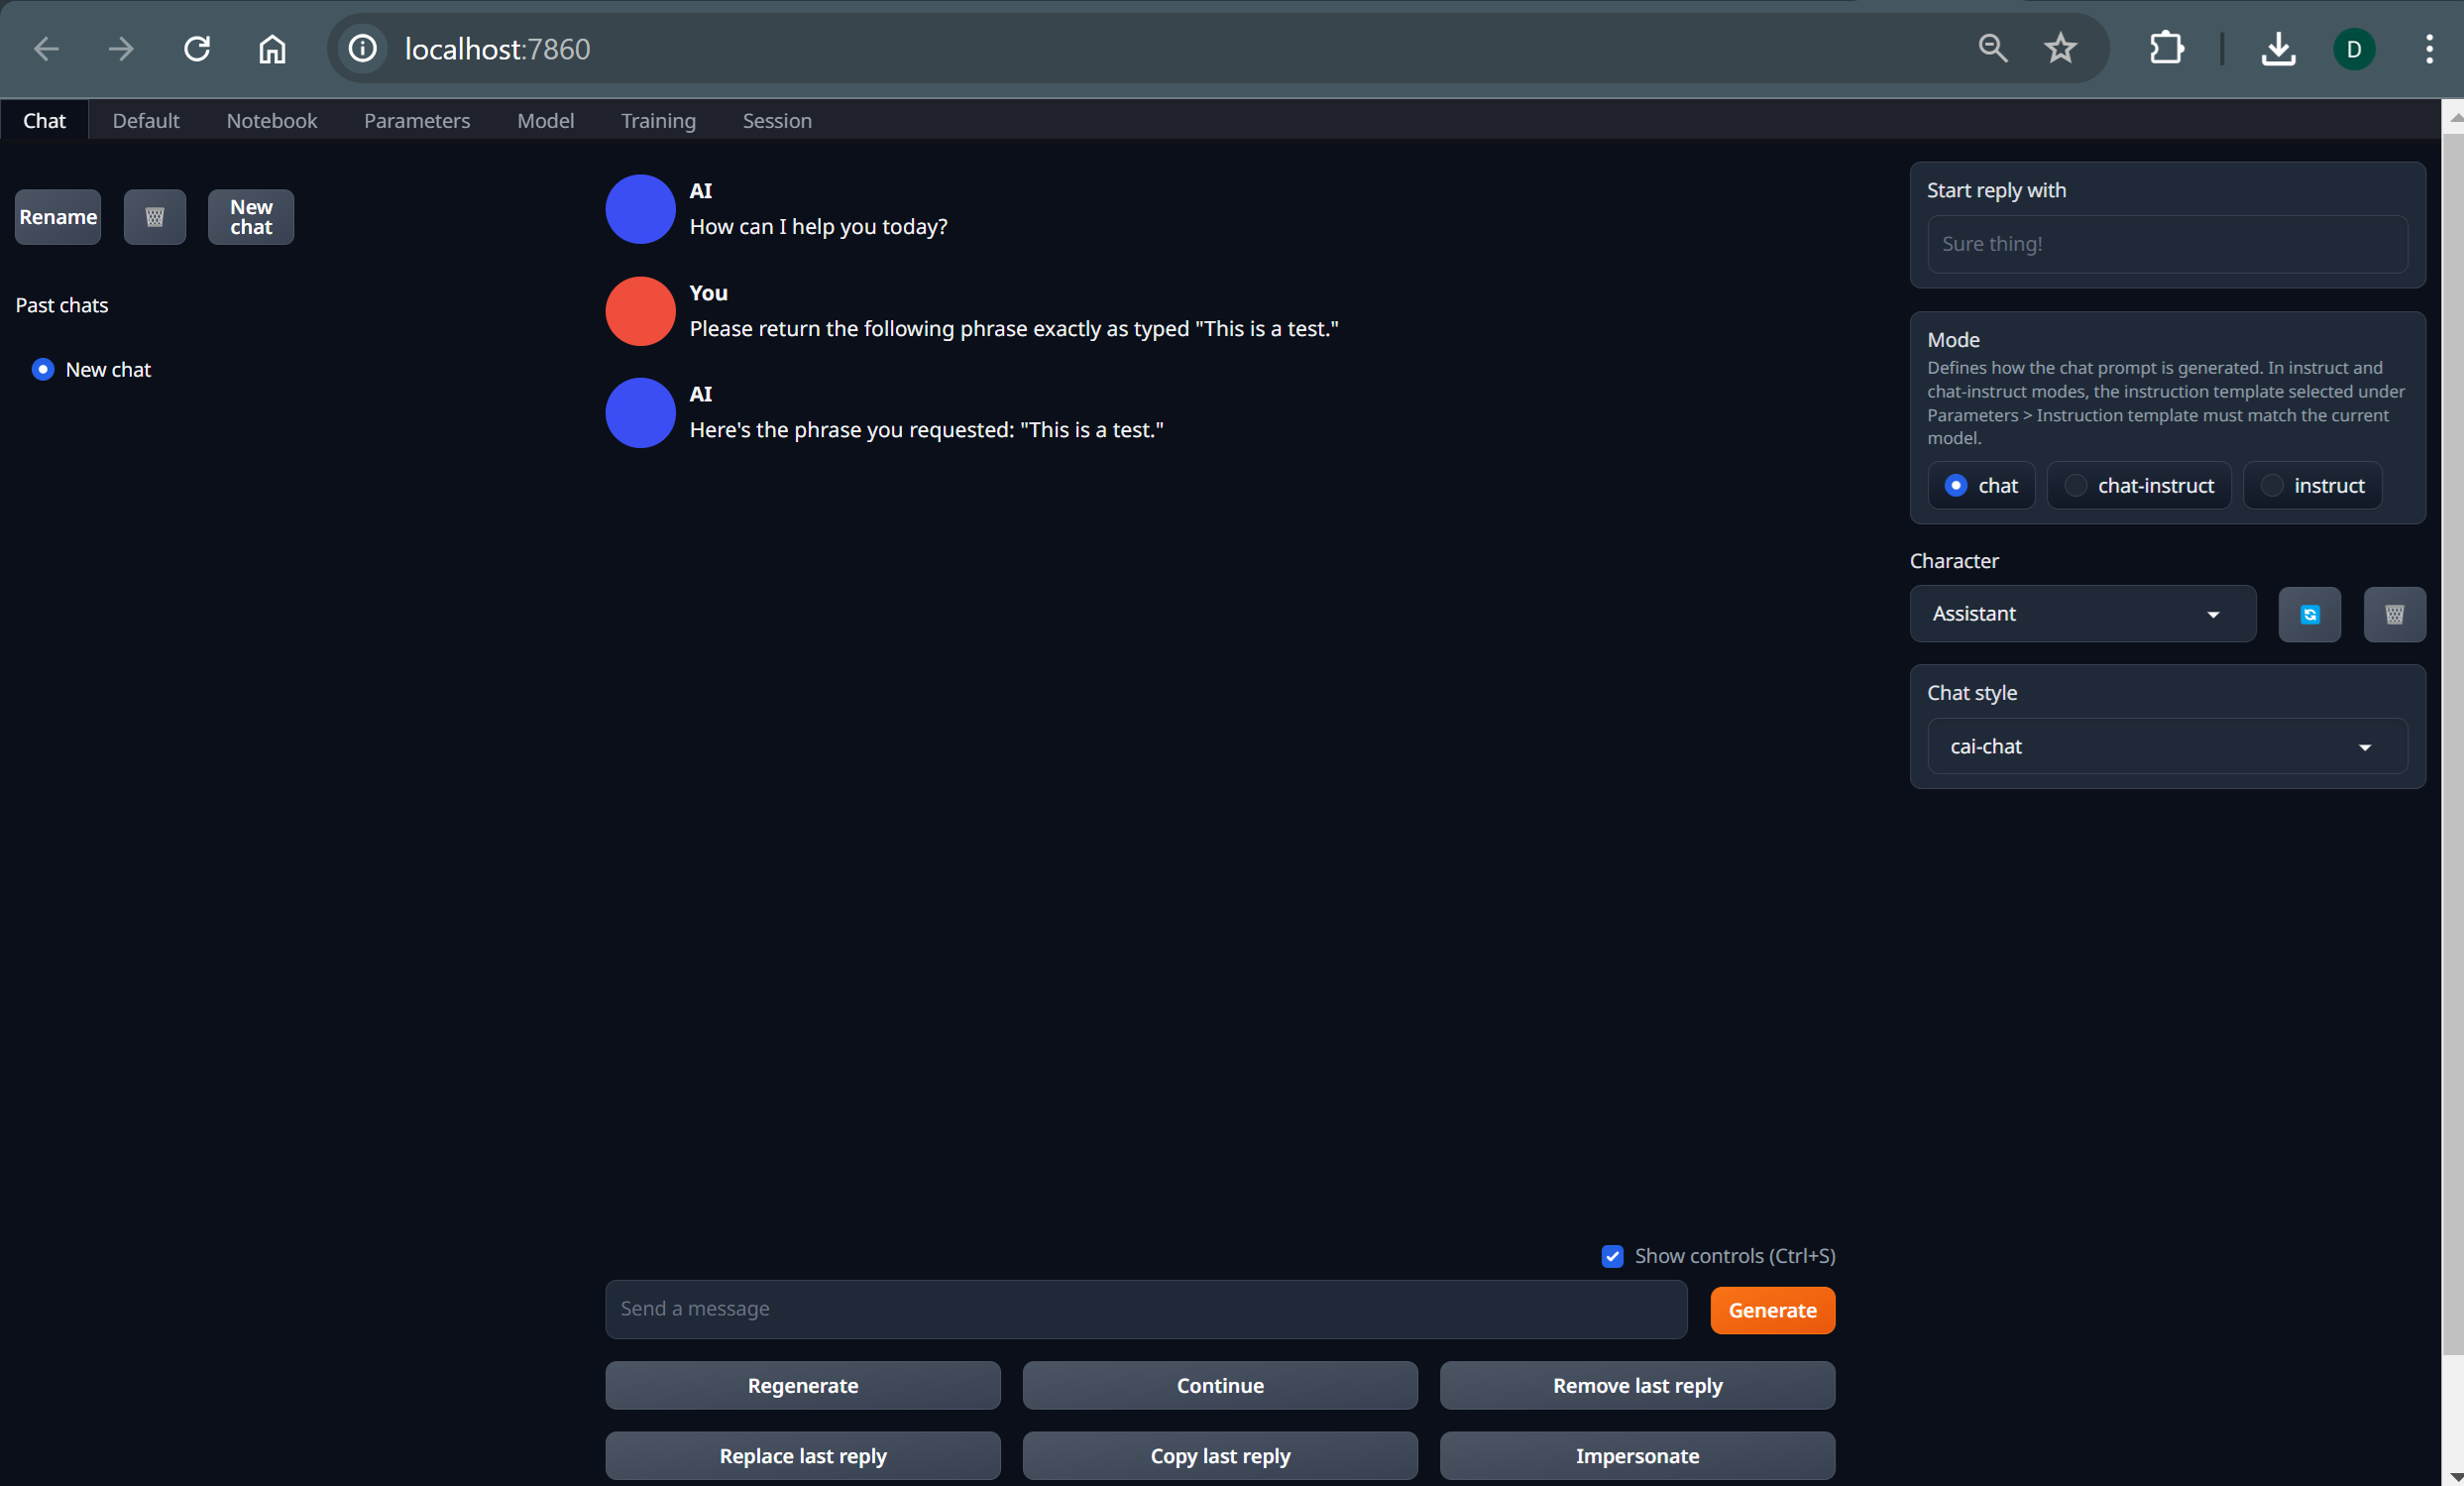 localhost:7860
D
Chat Default Notebook Parameters Model Training Session
Rename
New
chat
Past chats
New chat
AI
How can I help you today?
You
Please return the following phrase exactly as typed "This is a test."
AI
Here's the phrase you requested: "This is a test."
Show controls (Ctrl+S)
Send a message
Generate
Regenerate Continue Remove last reply
Replace last reply Copy last reply Impersonate
Start reply with
Sure thing!
Mode
Defines how the chat prompt is generated. In instruct and
chat-instruct modes, the instruction template selected under
Parameters > Instruction template must match the current
model.
chat chat-instruct instruct
Character
Assistant
Chat style
cai-chat